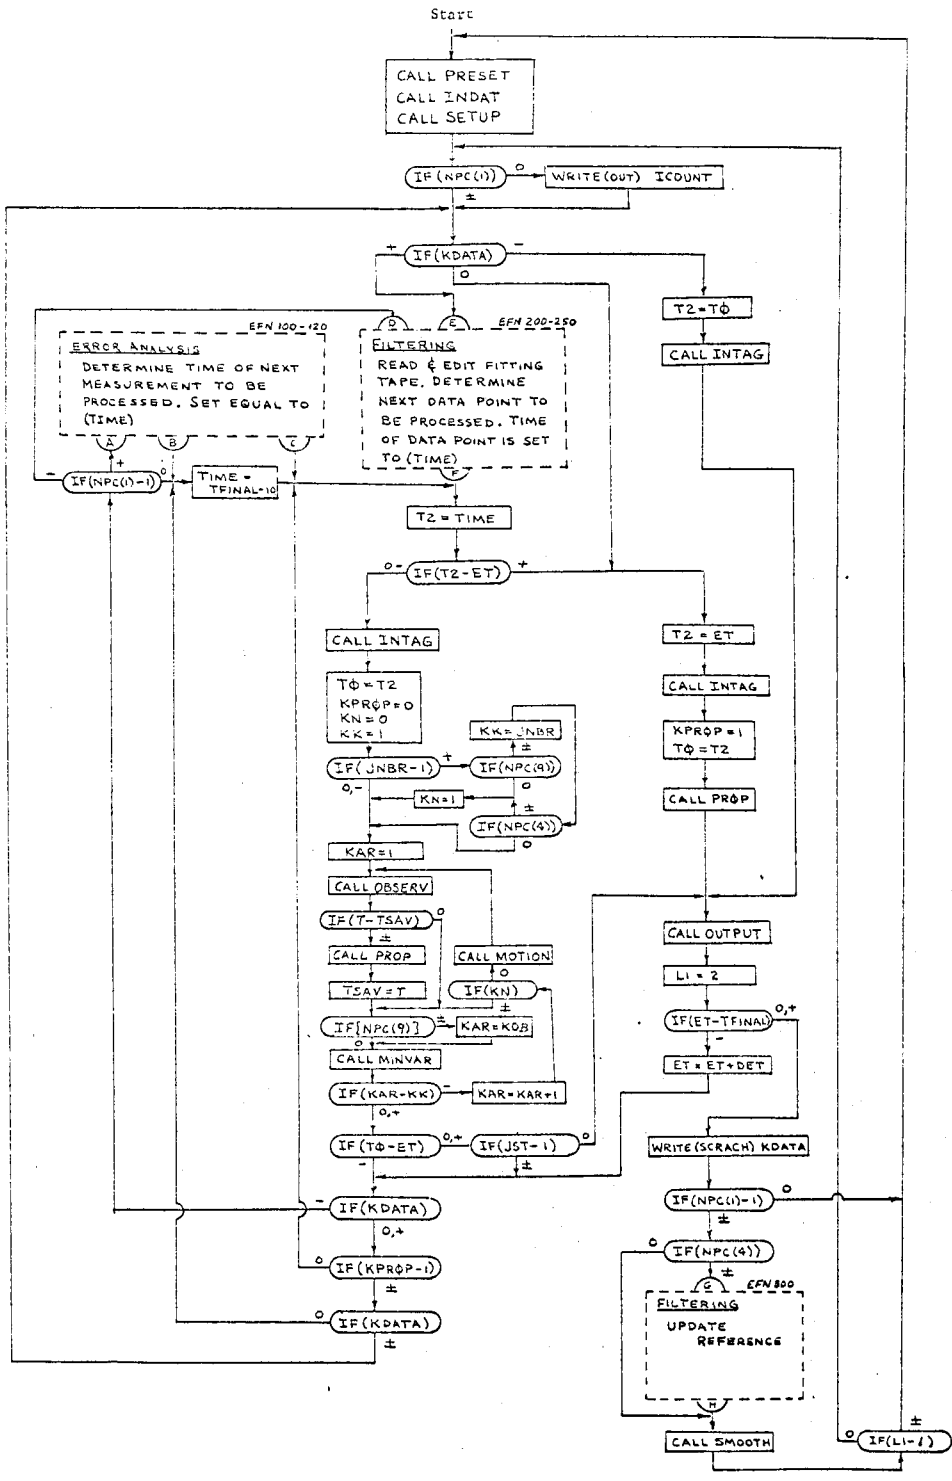 Start
CALL PRESET
CALL INDAT
CALL SETUP
IF(NPC(1))
0
WRITE(OUT) ICOUNT
±
+
IF(KDATA)
-
0
T2=TΦ
CALL INTAG
EFN 100-120
ERROR ANALYSIS
DETERMINE TIME OF NEXT
MEASUREMENT TO BE
PROCESSED. SET EQUAL TO
(TIME)
A
B
C
D
E
EFN 200-250
FILTERING
READ & EDIT FITTING
TAPE. DETERMINE
NEXT DATA POINT TO
BE PROCESSED. TIME
OF DATA POINT IS SET
TO (TIME)
F
-
IF(NPC(1)-1)
+
0
TIME =
TFINAL-10
T2=TIME
0-
IF(T2-ET)
+
CALL INTAG
TΦ=T2
KPRΦP=0
KN=0
KK=1
IF(JNBR-1)
+
0,-
KK=JNBR
±
IF(NPC(9))
0
KN=1
±
IF(NPC(4))
0
T2=ET
CALL INTAG
KPRΦP=1
TΦ=T2
CALL PRΦP
KAR=1
CALL OBSERV
IF(T-TSAV)
0
±
CALL PROP
TSAV=T
CALL MOTION
0
IF(KN)
±
IF[NPC(9)]
±
KAR=KOB
0
CALL MINVAR
IF(KAR-KK)
-
KAR=KAR+1
0,+
IF(TΦ-ET)
0,+
IF(JST-1)
0
-
±
CALL OUTPUT
L1=2
IF(ET-TFINAL)
0,+
-
ET=ET+DET
WRITE(SCRACH) KDATA
IF(NPC(1)-1)
0
±
0
IF(NPC(4))
±
-
IF(KDATA)
0,+
0
IF(KPRΦP-1)
±
0
IF(KDATA)
±
G
EFN 800
FILTERING
UPDATE
REFERENCE
H
CALL SMOOTH
0
IF(L1-1)
±